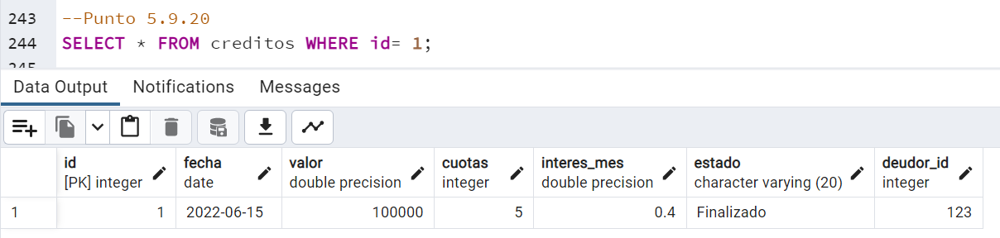 243 --Punto 5.9.20
244 SELECT * FROM creditos WHERE id= 1;
245
Data Output Notifications Messages
id fecha valor cuotas interes_mes estado deudor_id
[PK] integer date double precision integer double precision character varying (20) integer
1 1 2022-06-15 100000 5 0.4 Finalizado 123